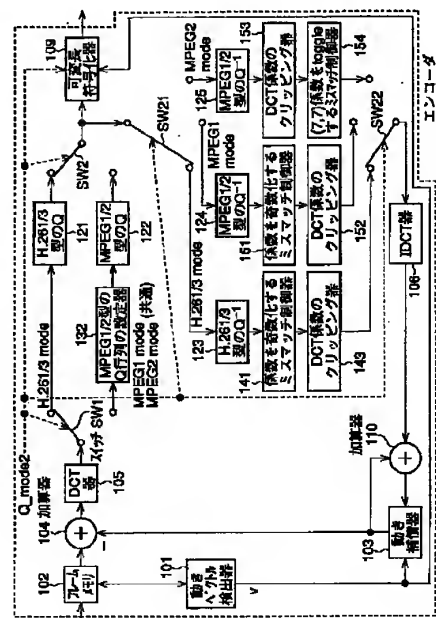 エンコーダ
Q_mode2
102
フレーム
メモリ
104 加算器
+
−
DCT
器
105
スイッチ SW1
H.261/3 mode
H.261/3
型のQ
121
MPEG1/2型の
Q行列の設定器
132
MPEG1/2
型のQ
122
MPEG1 mode (共通)
MPEG2 mode
SW2
109
可変長
符号化器
SW21
H.261/3 mode
MPEG1
mode
MPEG2
mode
123
H.261/3
型のQ⁻¹
124
MPEG1/2
型のQ⁻¹
125
MPEG1/2
型のQ⁻¹
141
係数を奇数化する
ミスマッチ制御器
151
係数を奇数化する
ミスマッチ制御器
153
DCT係数の
クリッピング器
143
DCT係数の
クリッピング器
152
DCT係数の
クリッピング器
154
(7,7)係数をtoggle
するミスマッチ制御器
SW22
IDCT器
106
加算器
+
110
103
動き
補償器
101
動き
ベクトル
検出器
v